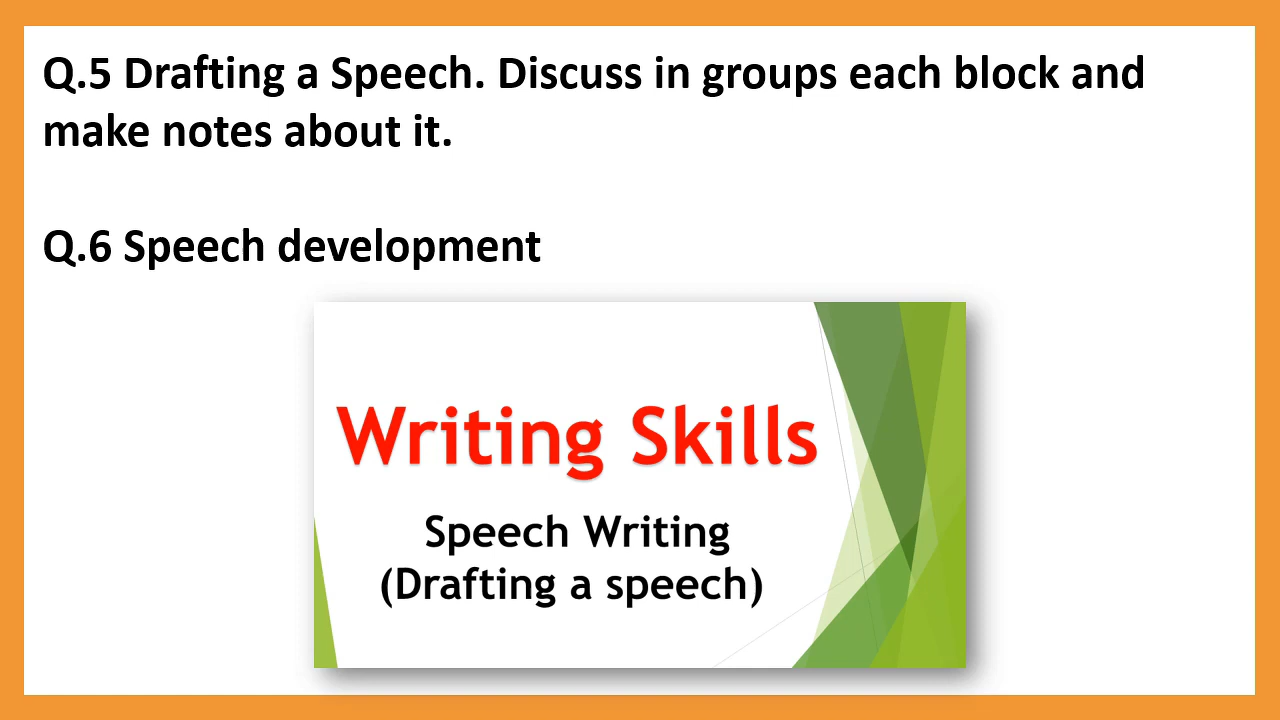 Q.5 Drafting a Speech. Discuss in groups each block and
make notes about it.
Q.6 Speech development
Writing Skills
Speech Writing
(Drafting a speech)